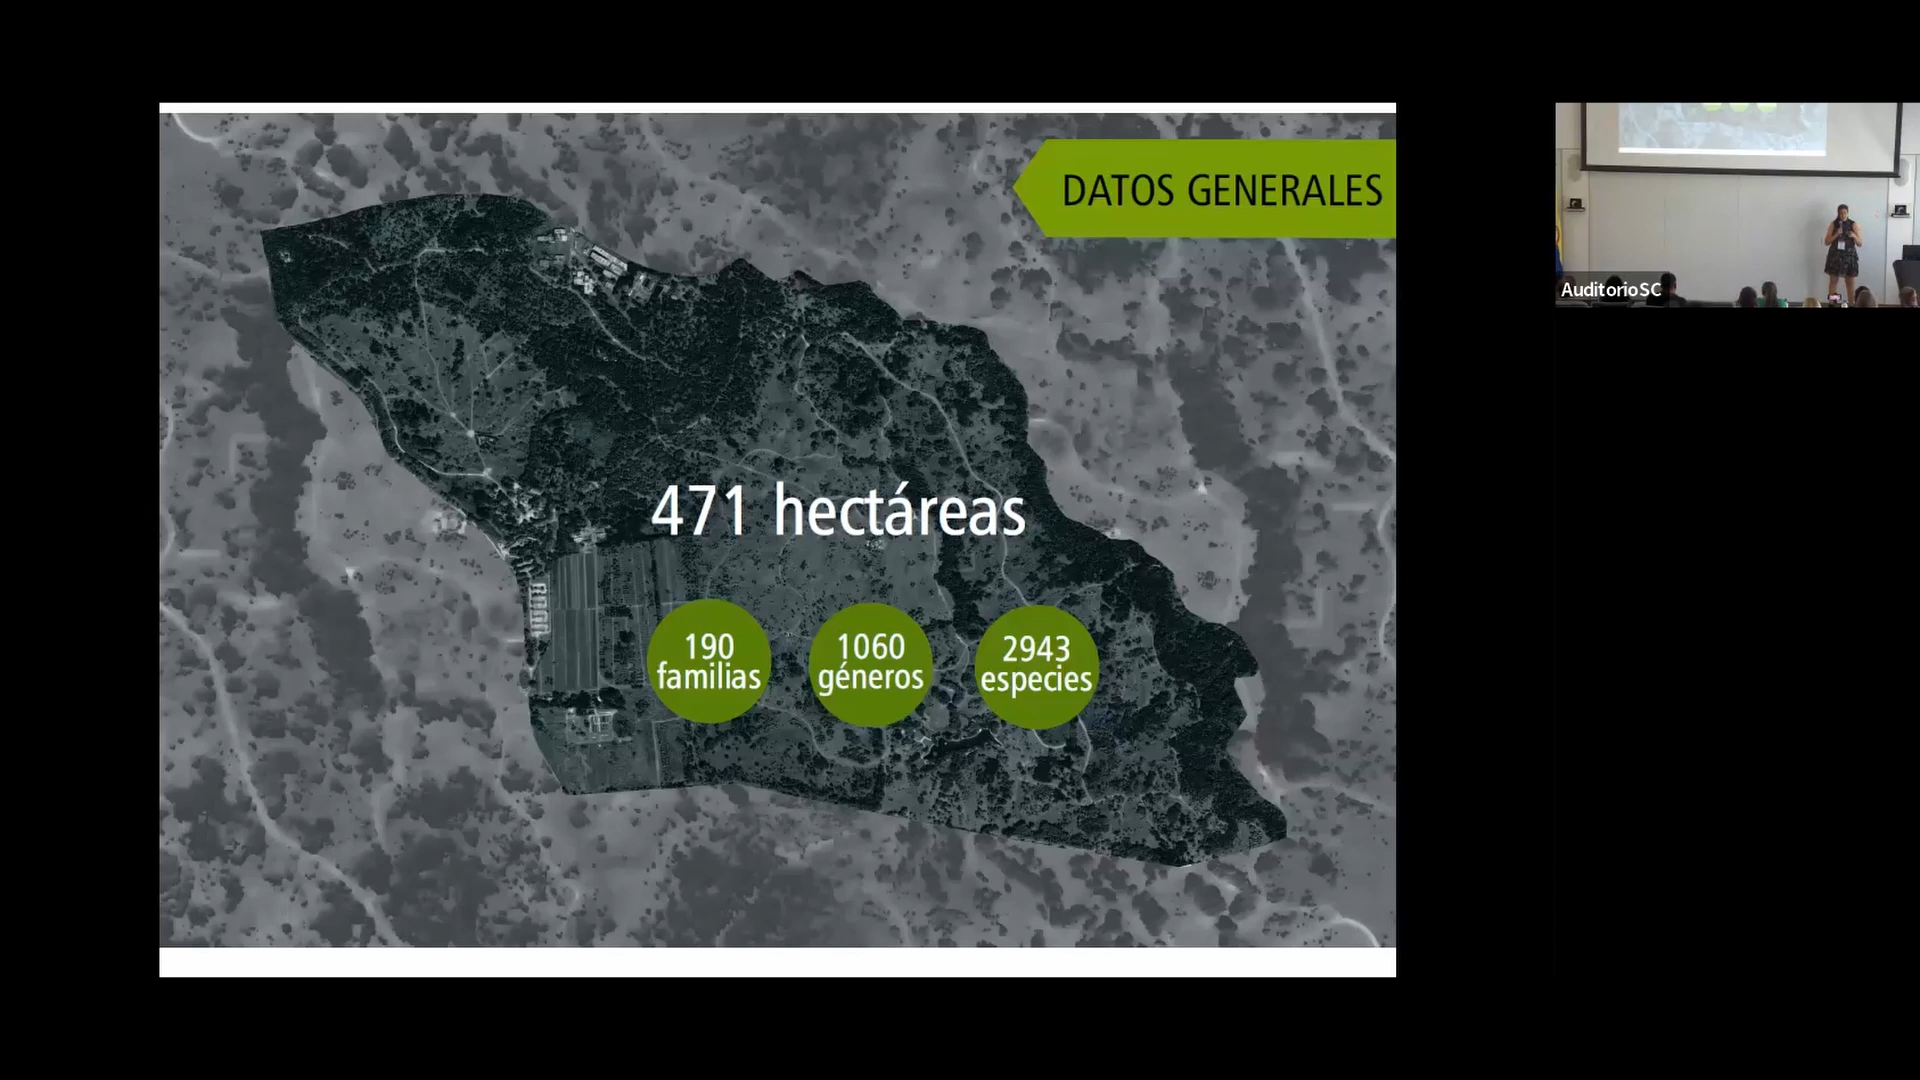 DATOS GENERALES
471 hectáreas
190
familias
1060
géneros
2943
especies
AuditorioSC